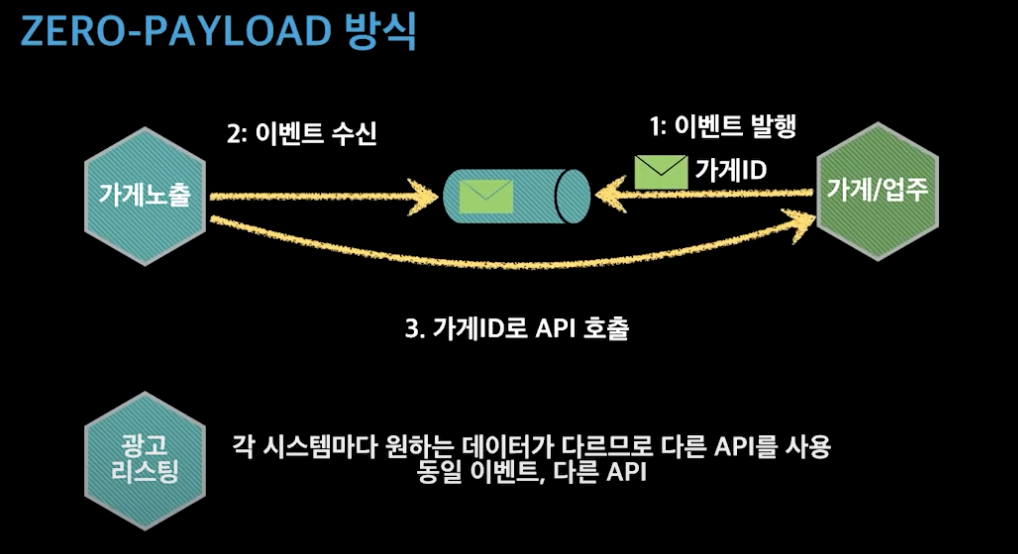 ZERO-PAYLOAD 방식
1: 이벤트 발행
2: 이벤트 수신
가게ID
가게노출
가게/업주
3. 가게ID로 API 호출
광고
리스팅
각 시스템마다 원하는 데이터가 다르므로 다른 API를 사용
동일 이벤트, 다른 API